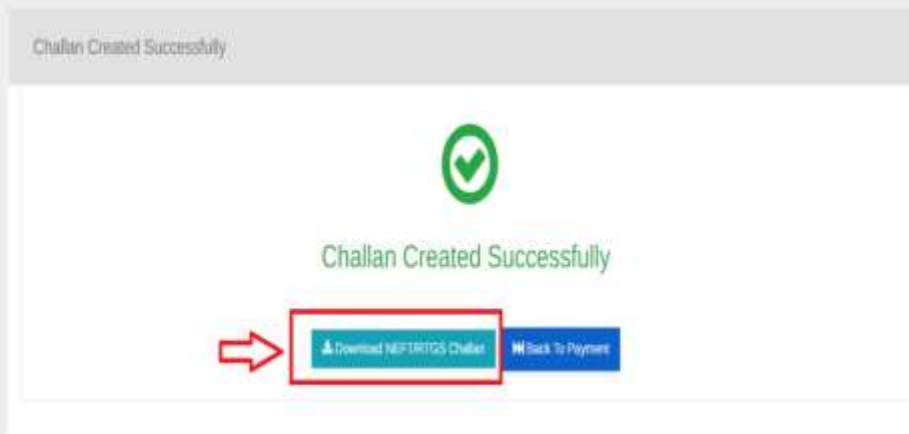 Challan Created Successfully
Challan Created Successfully
Download NEFT/RTGS Challan
Back To Payment